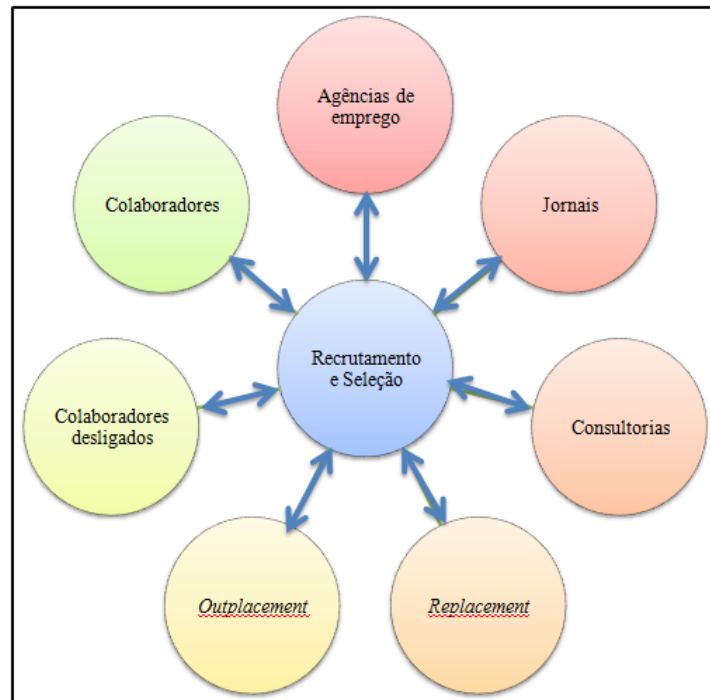 Agências de
emprego
Colaboradores
Jornais
Recrutamento
e Seleção
Colaboradores
desligados
Consultorias
Outplacement
Replacement